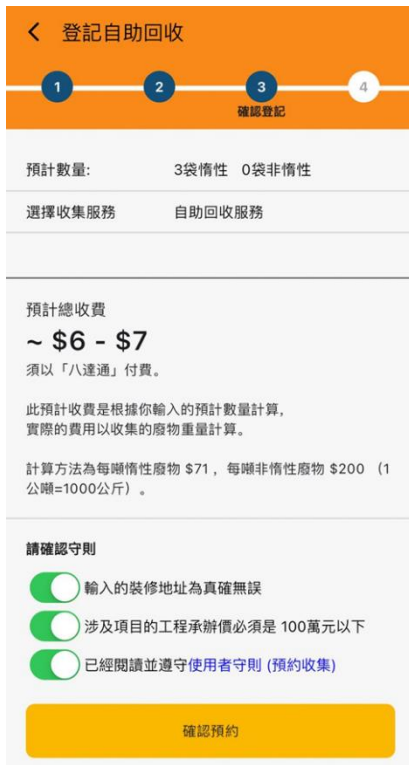 登記自助回收
1 2 3 4
確認登記
預計數量: 3袋惰性 0袋非惰性
選擇收集服務 自助回收服務
預計總收費
~ $6 - $7
須以「八達通」付費。
此預計收費是根據你輸入的預計數量計算,
實際的費用以收集的廢物重量計算。
計算方法為每噸惰性廢物 $71 , 每噸非惰性廢物 $200 （1
公噸=1000公斤）。
請確認守則
輸入的裝修地址為真確無誤
涉及項目的工程承辦價必須是 100萬元以下
已經閱讀並遵守使用者守則 (預約收集)
確認預約